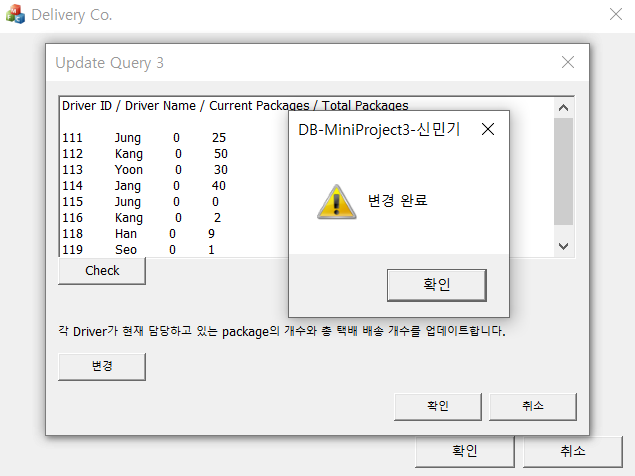 Delivery Co.
Update Query 3
Driver ID / Driver Name / Current Packages / Total Packages
111 Jung 0 25
112 Kang 0 50
113 Yoon 0 30
114 Jang 0 40
115 Jung 0 0
116 Kang 0 2
118 Han 0 9
119 Seo 0 1
DB-MiniProject3-신민기
변경 완료
확인
Check
각 Driver가 현재 담당하고 있는 package의 개수와 총 택배 배송 개수를 업데이트합니다.
변경
확인 취소
확인 취소